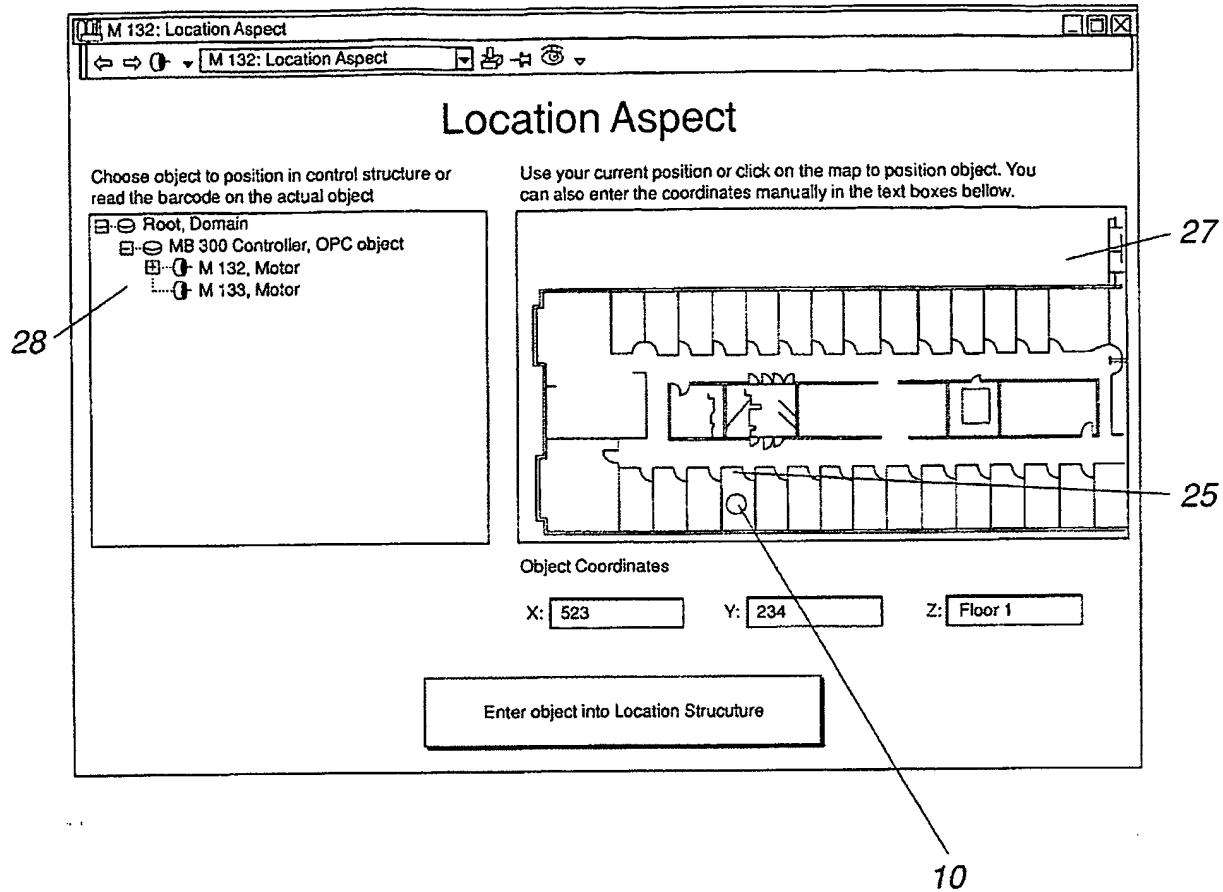 M 132: Location Aspect
M 132: Location Aspect
Location Aspect
Choose object to position in control structure or
read the barcode on the actual object
Use your current position or click on the map to position object. You
can also enter the coordinates manually in the text boxes bellow.
Root, Domain
MB 300 Controller, OPC object
M 132, Motor
M 133, Motor
27
28
25
Object Coordinates
X: 523
Y: 234
Z: Floor 1
Enter object into Location Strucuture
10